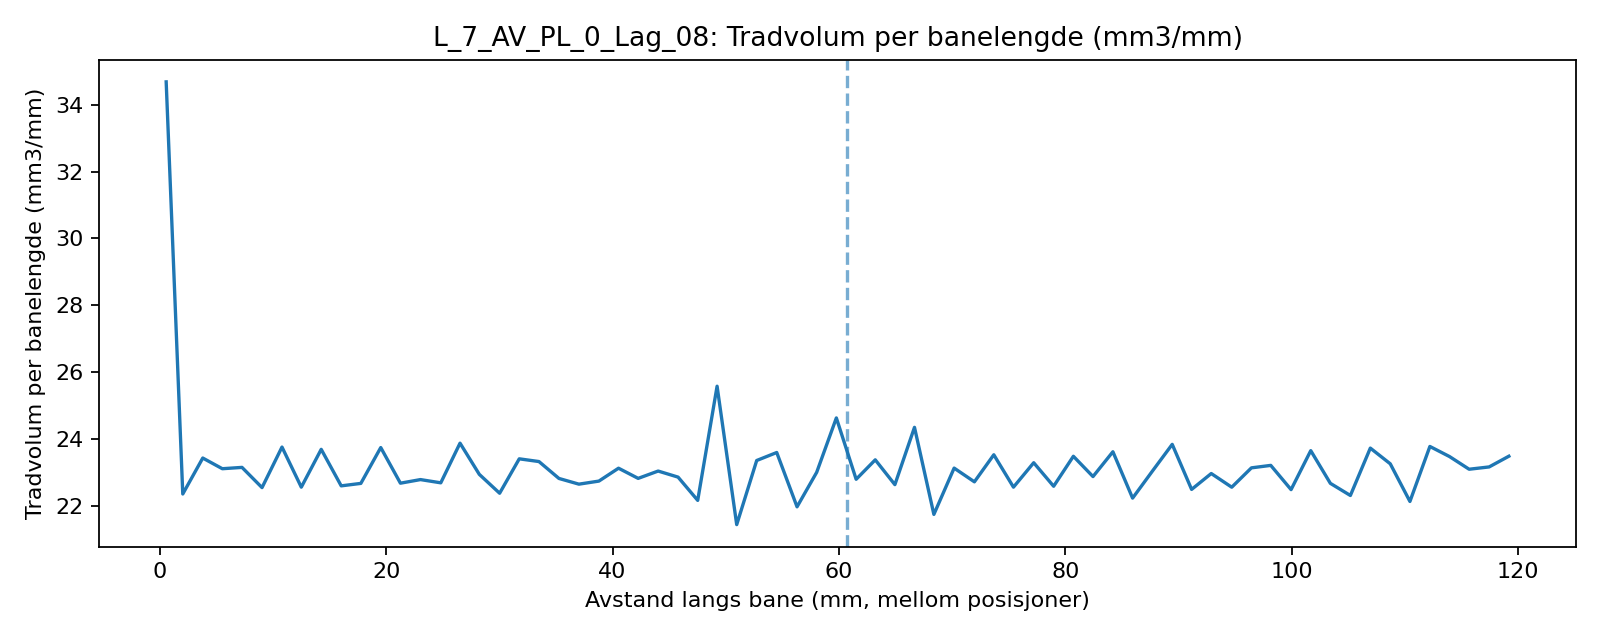 L_7_AV_PL_0_Lag_08: Tradvolum per banelengde (mm3/mm)
Tradvolum per banelengde (mm3/mm)
34
32
30
28
26
24
22
0 20 40 60 80 100 120
Avstand langs bane (mm, mellom posisjoner)